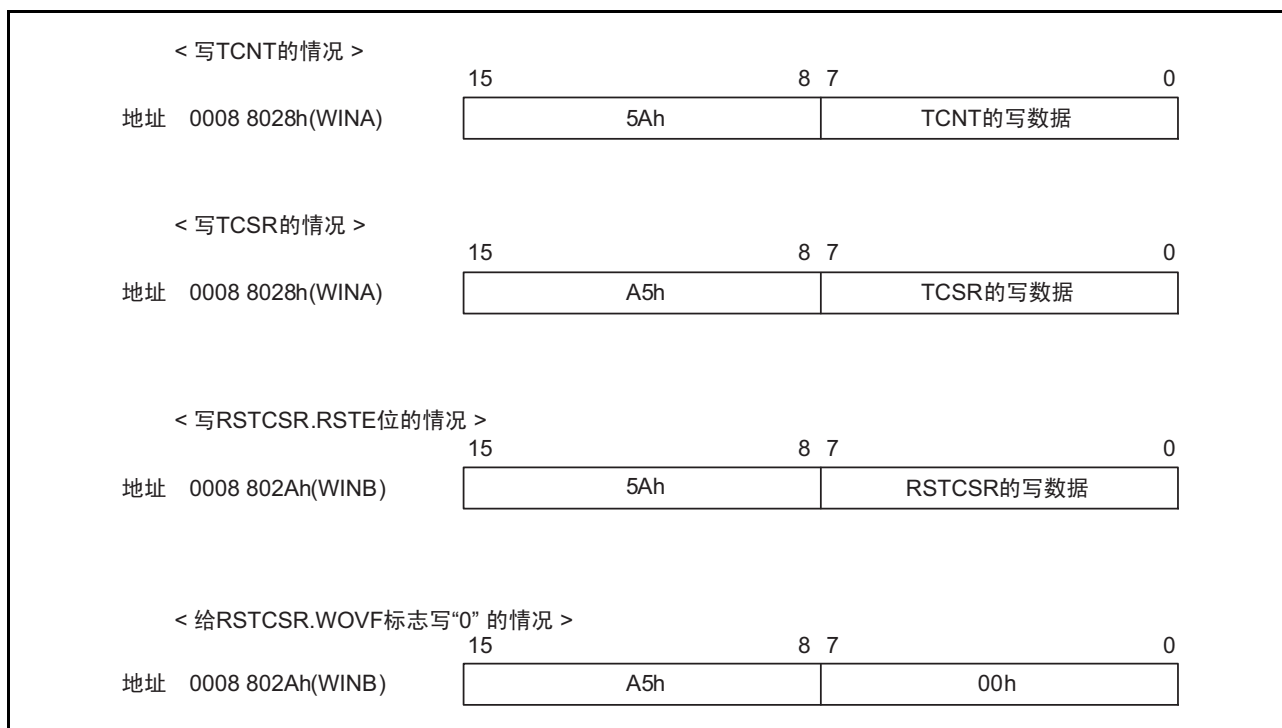 < 写TCNT的情况 >
15 8 7 0
地址 0008 8028h(WINA) 5Ah TCNT的写数据
< 写TCSR的情况 >
15 8 7 0
地址 0008 8028h(WINA) A5h TCSR的写数据
< 写RSTCSR.RSTE位的情况 >
15 8 7 0
地址 0008 802Ah(WINB) 5Ah RSTCSR的写数据
< 给RSTCSR.WOVF标志写“0” 的情况 >
15 8 7 0
地址 0008 802Ah(WINB) A5h 00h